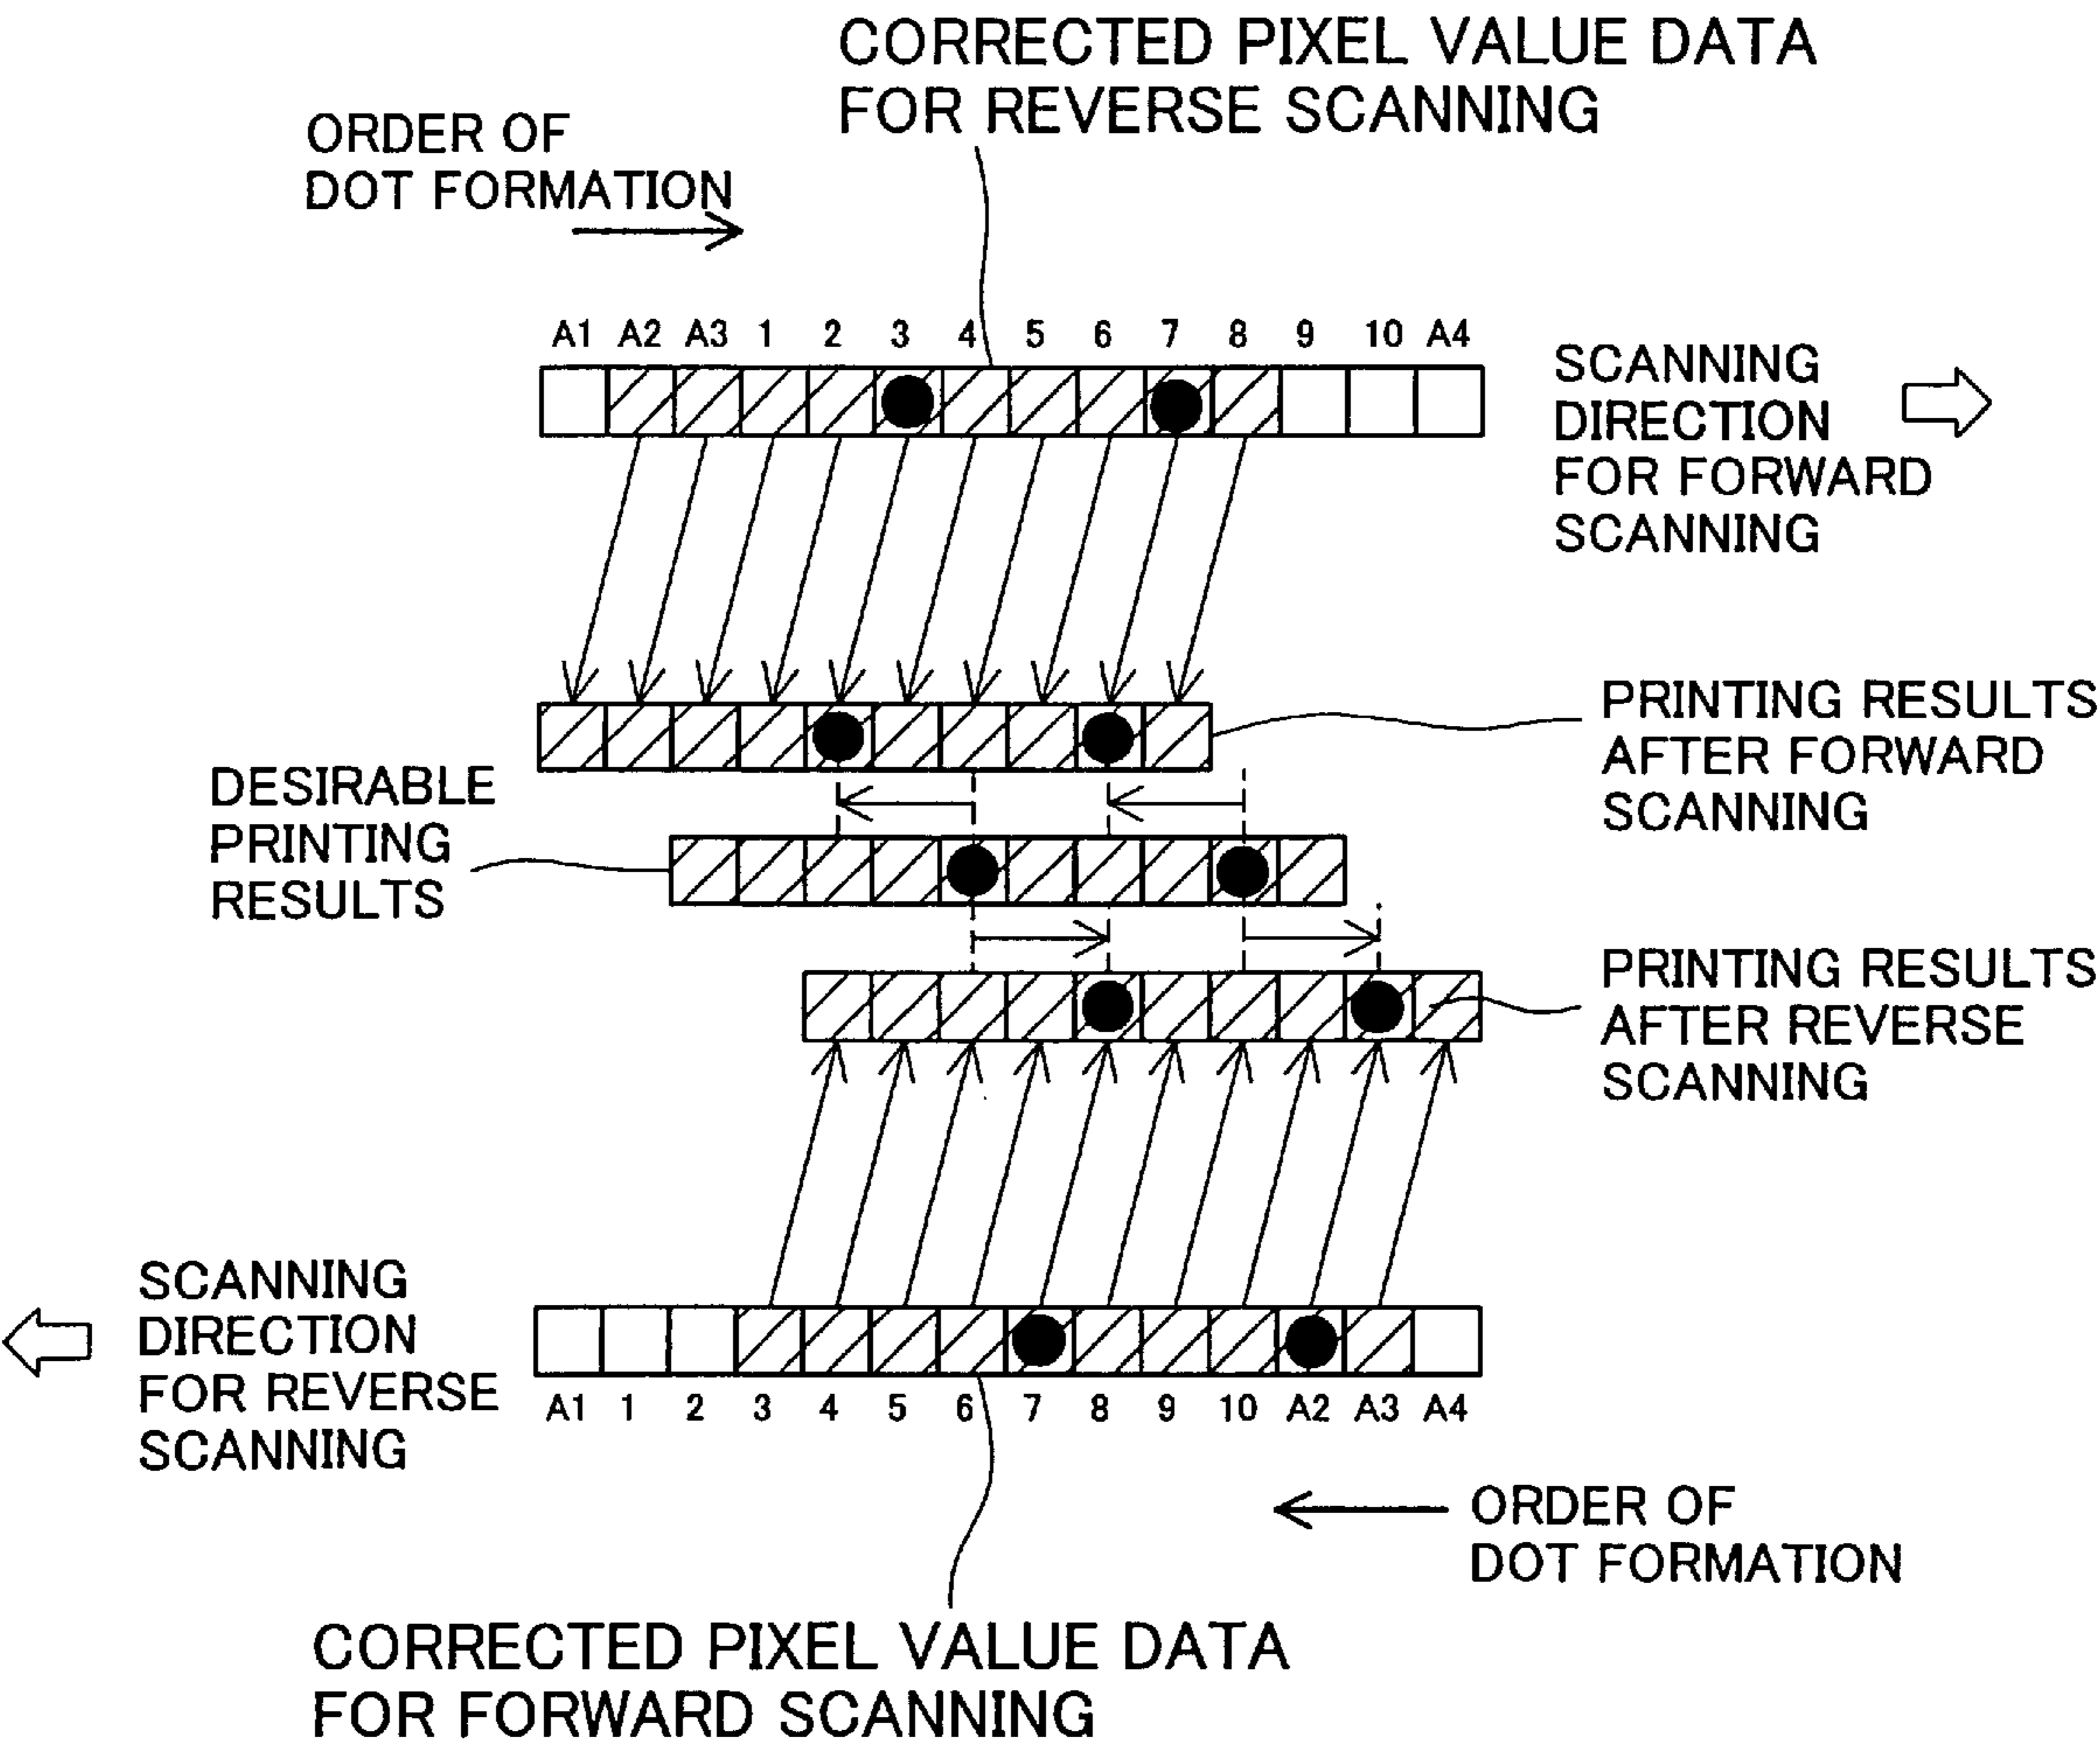 CORRECTED PIXEL VALUE DATA
FOR REVERSE SCANNING
ORDER OF
DOT FORMATION
A1 A2 A3 1 2 3 4 5 6 7 8 9 10 A4
SCANNING
DIRECTION
FOR FORWARD
SCANNING
PRINTING RESULTS
AFTER FORWARD
SCANNING
DESIRABLE
PRINTING
RESULTS
PRINTING RESULTS
AFTER REVERSE
SCANNING
SCANNING
DIRECTION
FOR REVERSE
SCANNING
A1 1 2 3 4 5 6 7 8 9 10 A2 A3 A4
ORDER OF
DOT FORMATION
CORRECTED PIXEL VALUE DATA
FOR FORWARD SCANNING